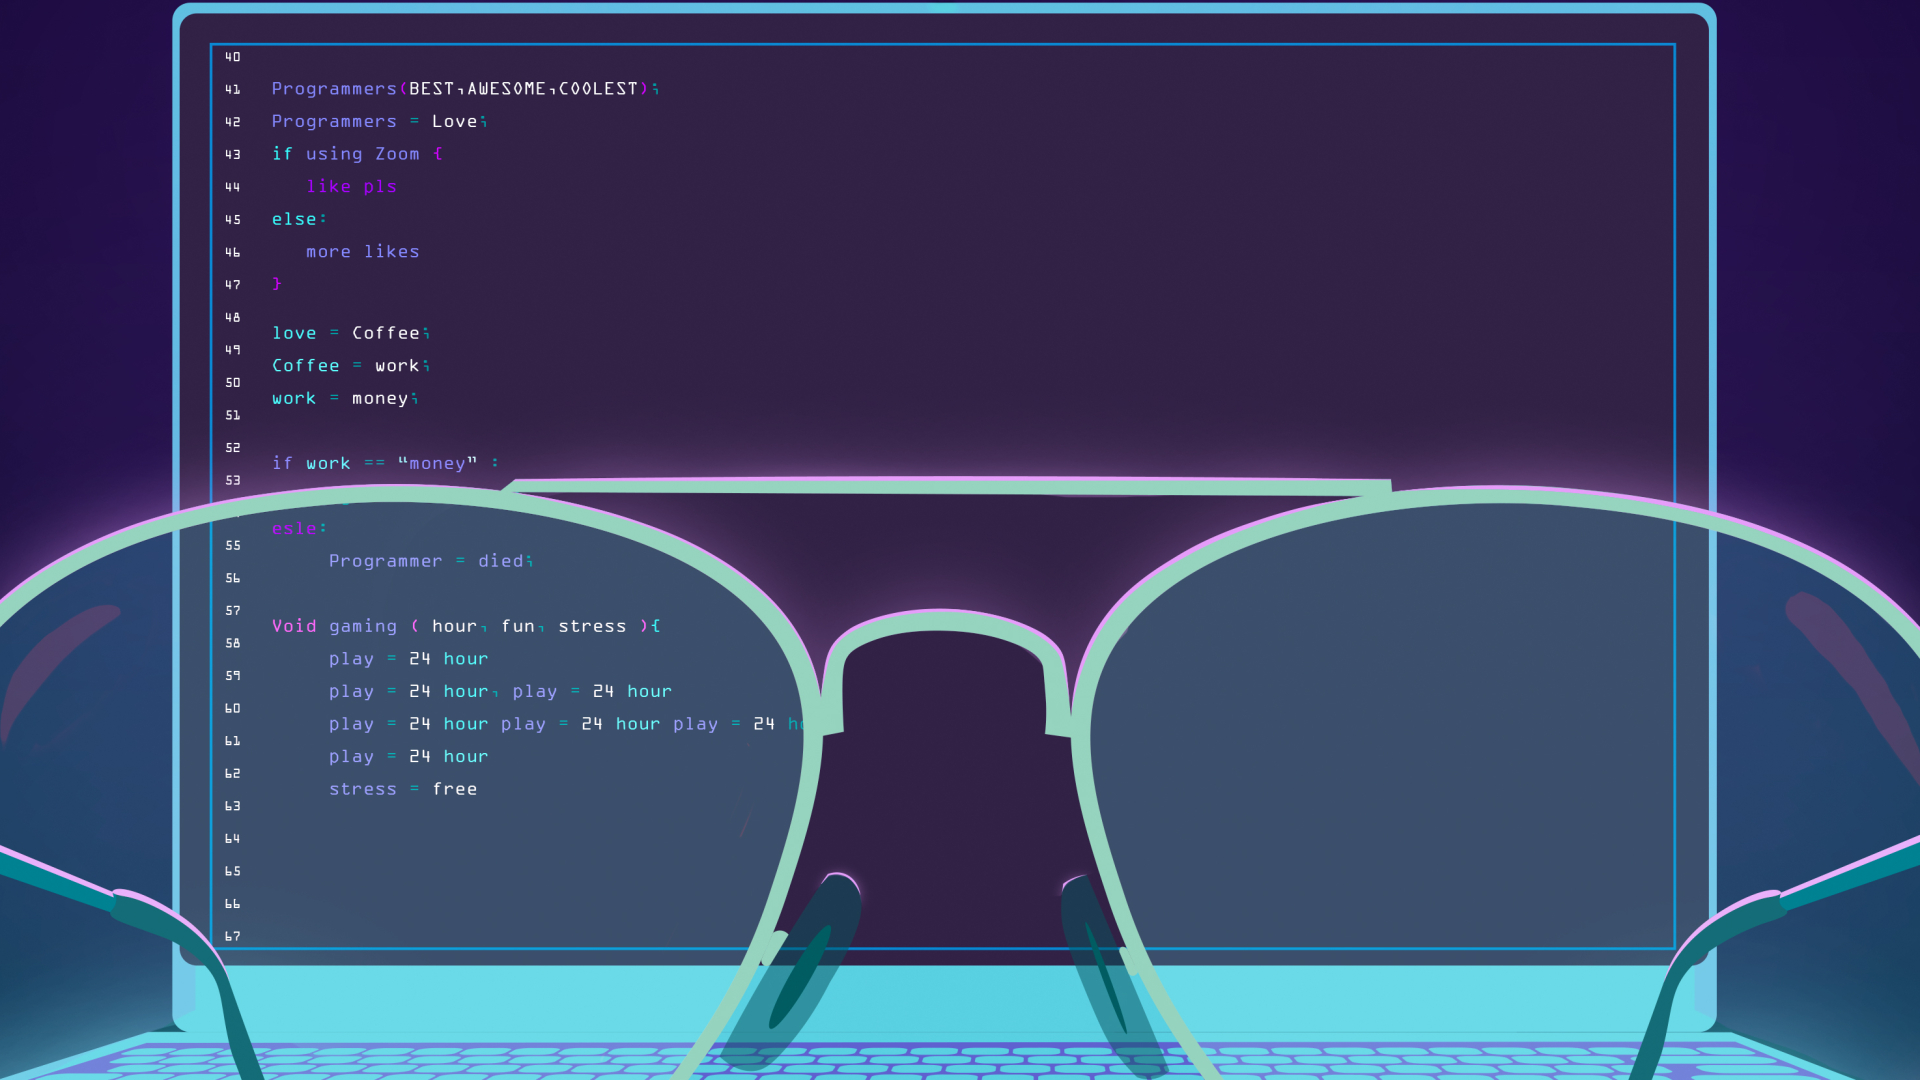 40
41 Programmers(BEST,AWESOME,COOLEST);
42 Programmers = Love;
43 if using Zoom {
44 like pls
45 else:
46 more likes
47 }
48
love = Coffee;
49
Coffee = work;
50
work = money;
51
52
if work == “money” :
53
esle:
55
Programmer = died;
56
57
Void gaming ( hour, fun, stress ){
58
play = 24 hour
59
play = 24 hour, play = 24 hour
60
play = 24 hour play = 24 hour play = 24
61
play = 24 hour
62
stress = free
63
64
65
66
67